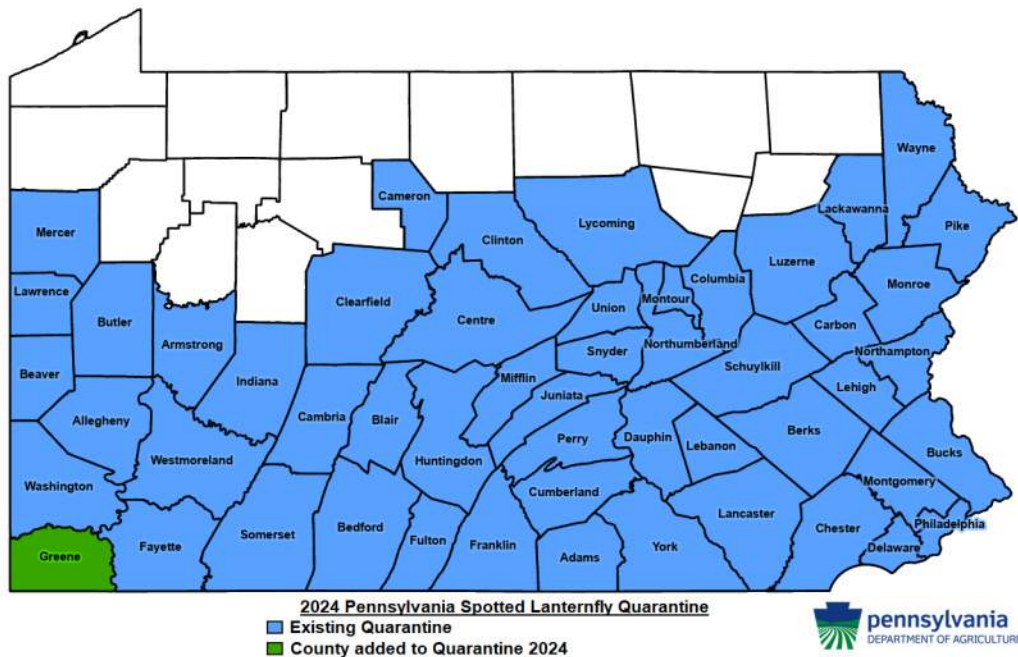 Wayne
Cameron
Lackawanna
Mercer
Lycoming
Pike
Clinton
Luzerne
Columbia
Monroe
Lawrence
Clearfield
Union
Montour
Butler
Centre
Carbon
Armstrong
Snyder
Northumberland
Northampton
Beaver
Schuylkill
Indiana
Mifflin
Lehigh
Juniata
Allegheny
Cambria
Blair
Berks
Perry
Dauphin
Lebanon
Bucks
Westmoreland
Huntingdon
Washington
Cumberland
Montgomery
Lancaster
Philadelphia
Greene
Fayette
Somerset
Bedford
Fulton
Franklin
Adams
York
Chester
Delaware
2024 Pennsylvania Spotted Lanternfly Quarantine
Existing Quarantine
County added to Quarantine 2024
pennsylvania
DEPARTMENT OF AGRICULTURE